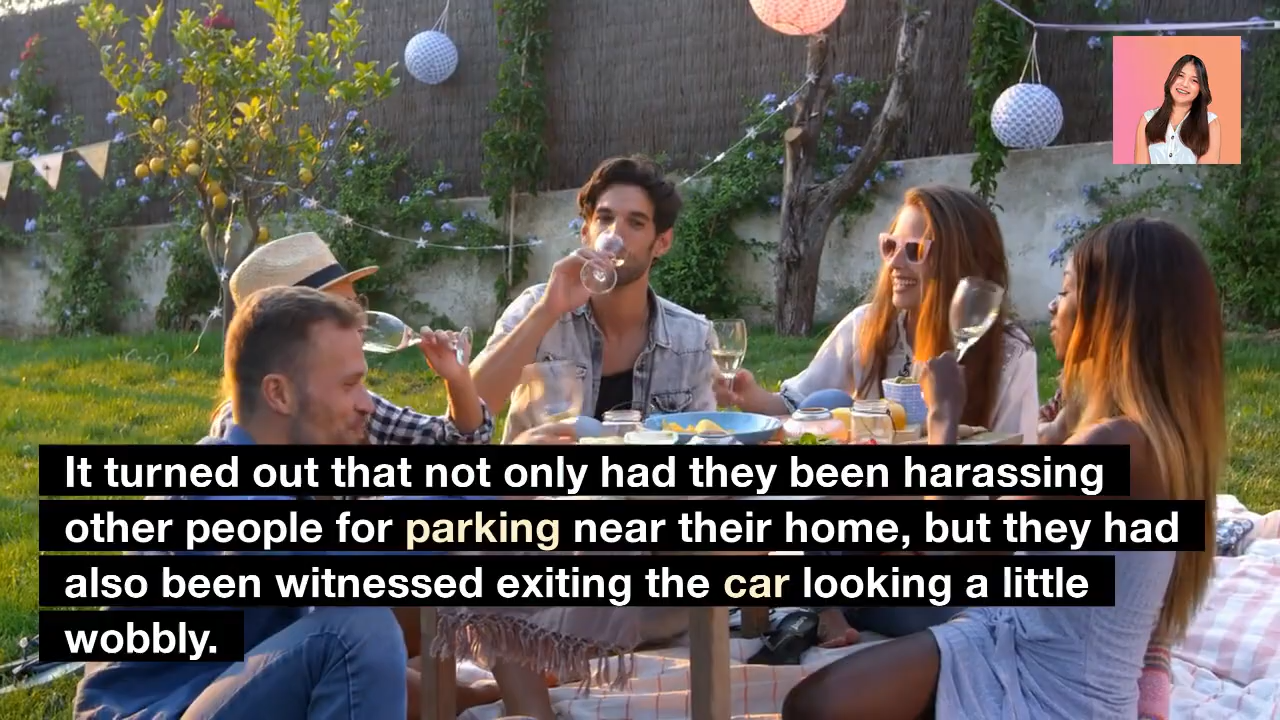 It turned out that not only had they been harassing
other people for parking near their home, but they had
also been witnessed exiting the car looking a little
wobbly.